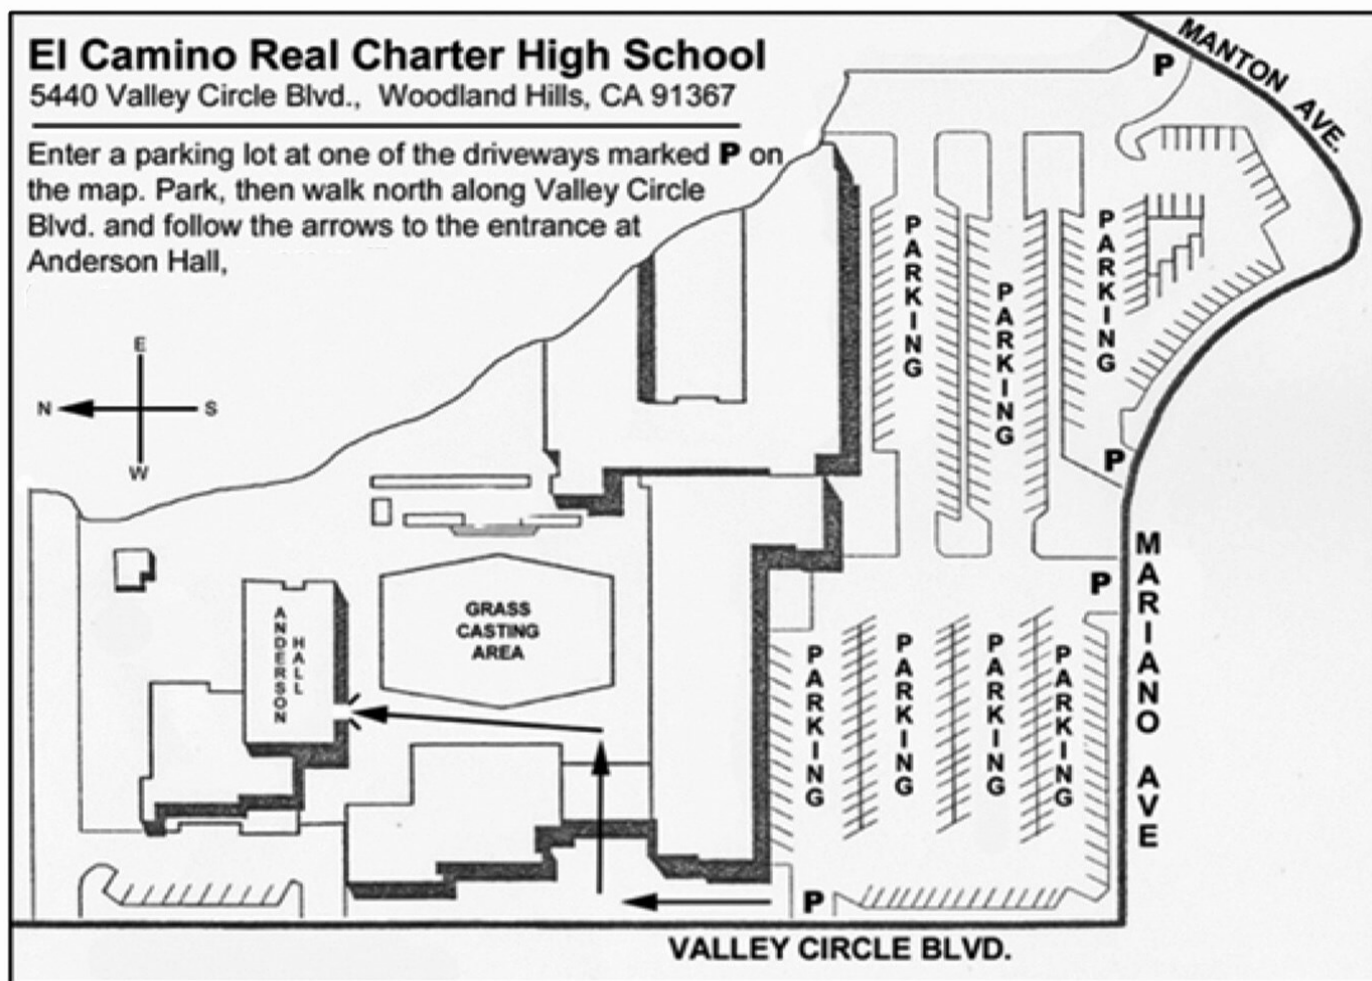 El Camino Real Charter High School
5440 Valley Circle Blvd., Woodland Hills, CA 91367
Enter a parking lot at one of the driveways marked P on
the map. Park, then walk north along Valley Circle
Blvd. and follow the arrows to the entrance at
Anderson Hall,
P
MANTON AVE.
E
N
S
W
PARKING
PARKING
PARKING
P
MARIANO AVE
P
GRASS
CASTING
AREA
ANDERSON
HALL
PARKING
PARKING
PARKING
PARKING
P
VALLEY CIRCLE BLVD.